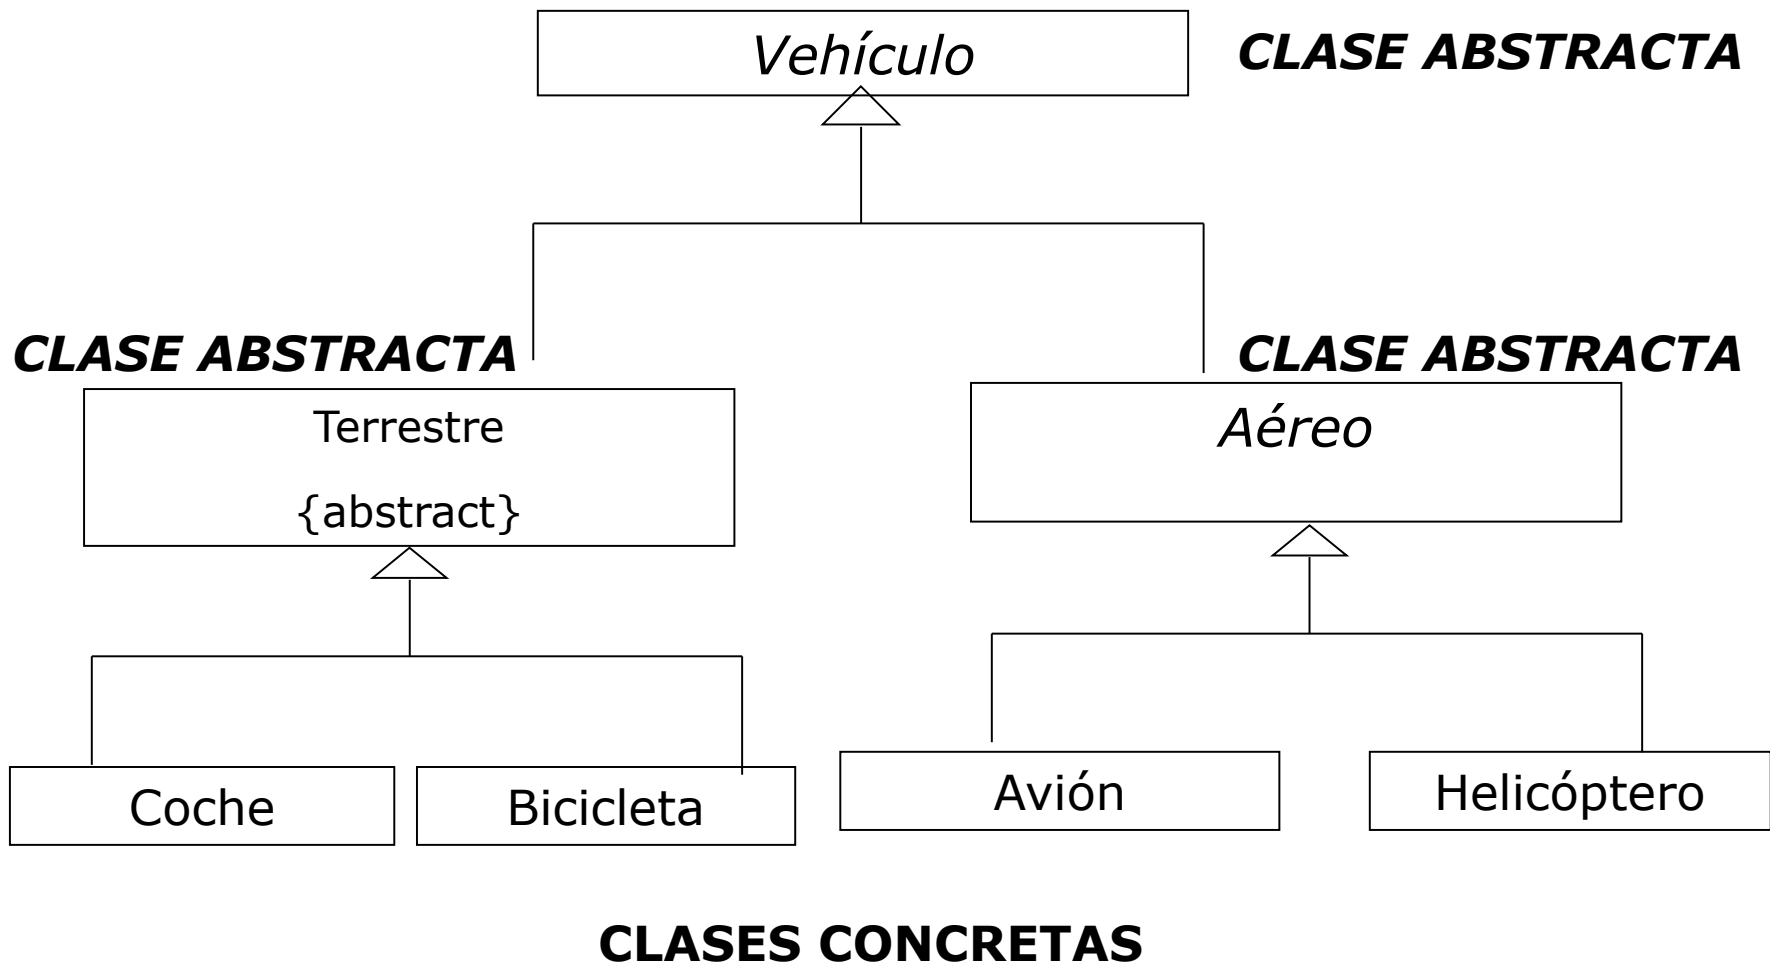 Vehículo
CLASE ABSTRACTA
CLASE ABSTRACTA
CLASE ABSTRACTA
Terrestre
{abstract}
Aéreo
Coche
Bicicleta
Avión
Helicóptero
CLASES CONCRETAS